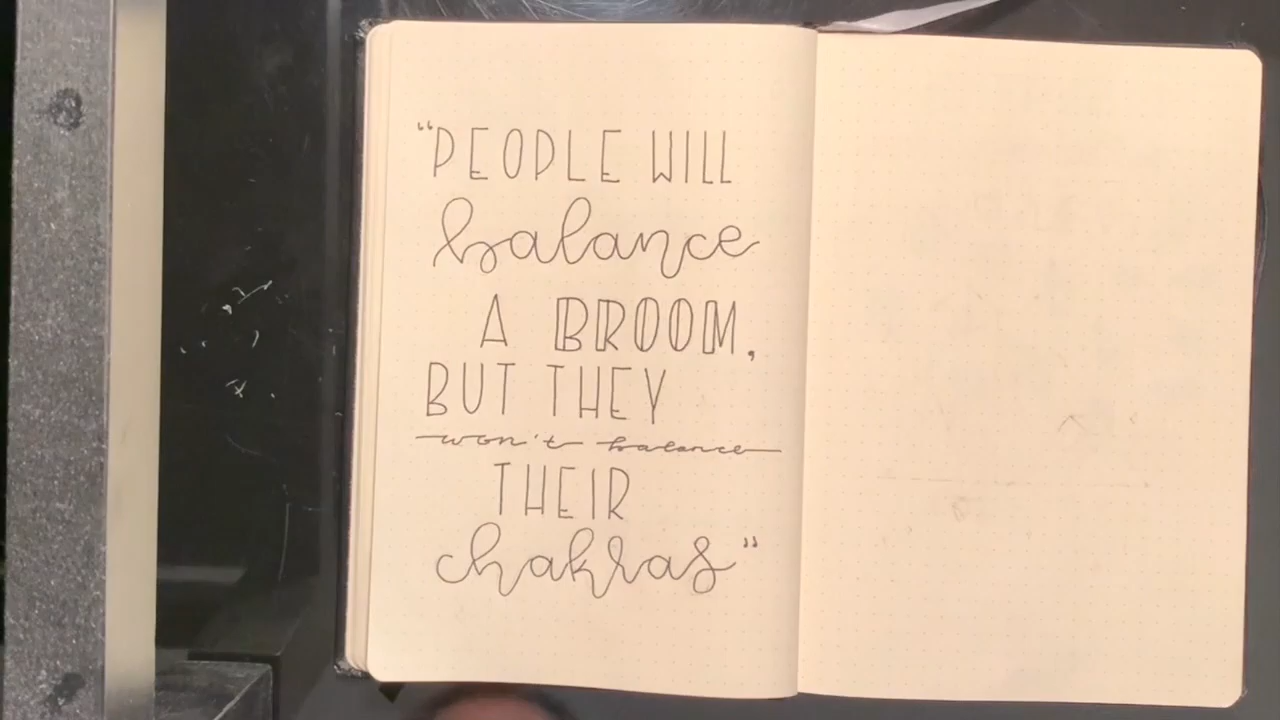 "PEOPLE WILL
balance
A BROOM,
BUT THEY
won't balance
THEIR
chakras"